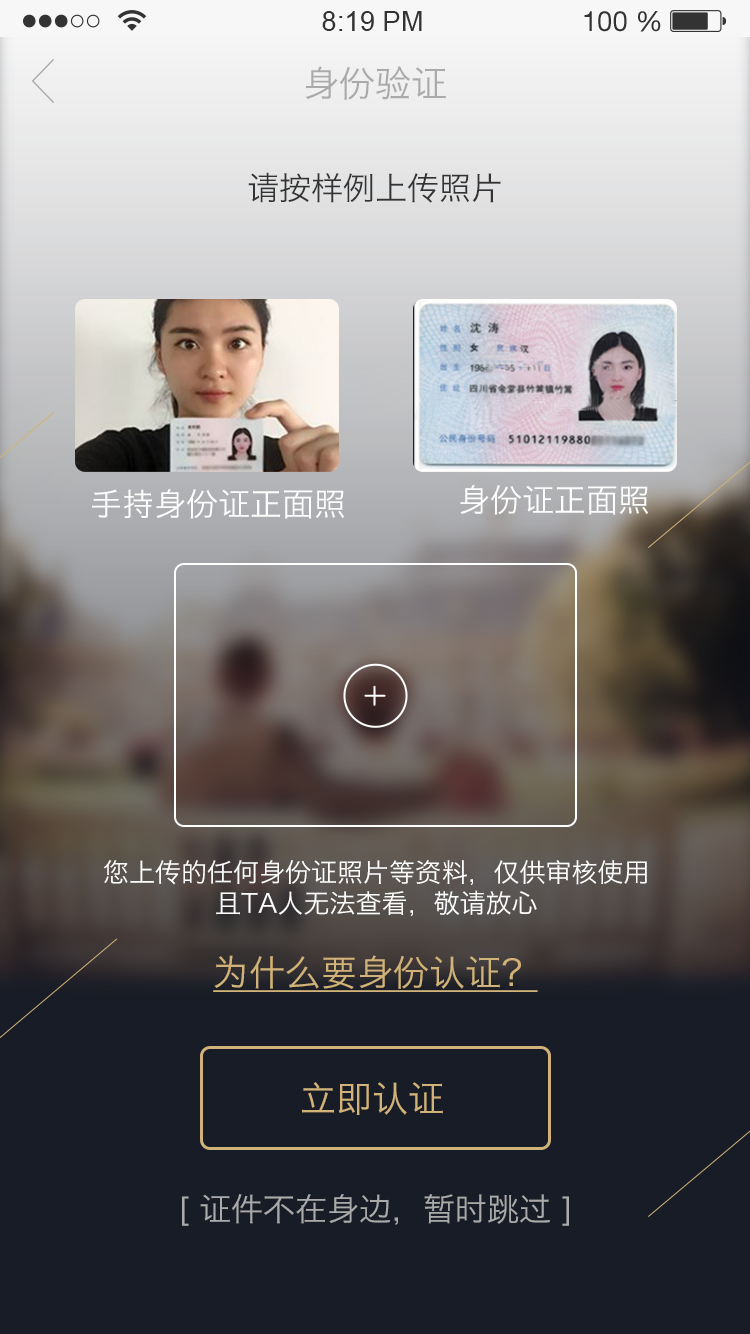 8:19 PM
100 %
身份验证
请按样例上传照片
姓 名 沈 涛
性 别 女 民 族 汉
住 址 四川省金堂县竹篙镇竹篙
公民身份号码 51012119880
手持身份证正面照
身份证正面照
您上传的任何身份证照片等资料，仅供审核使用
且TA人无法查看，敬请放心
为什么要身份认证？
立即认证
[ 证件不在身边，暂时跳过 ]